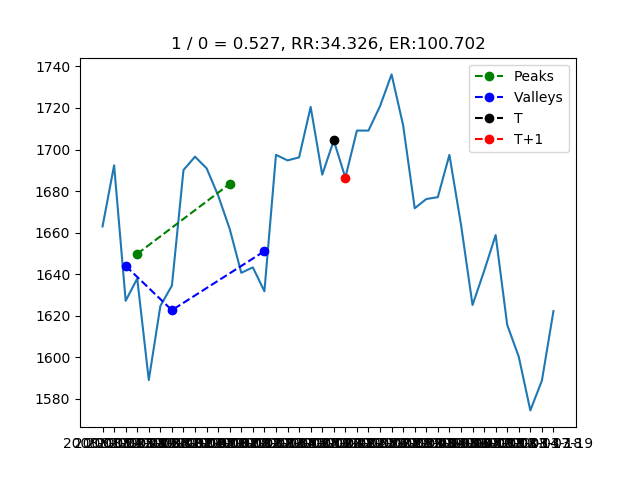 1 / 0 = 0.527, RR:34.326, ER:100.702
1740
1720
1700
1680
1660
1640
1620
1600
1580
Peaks
Valleys
T
T+1